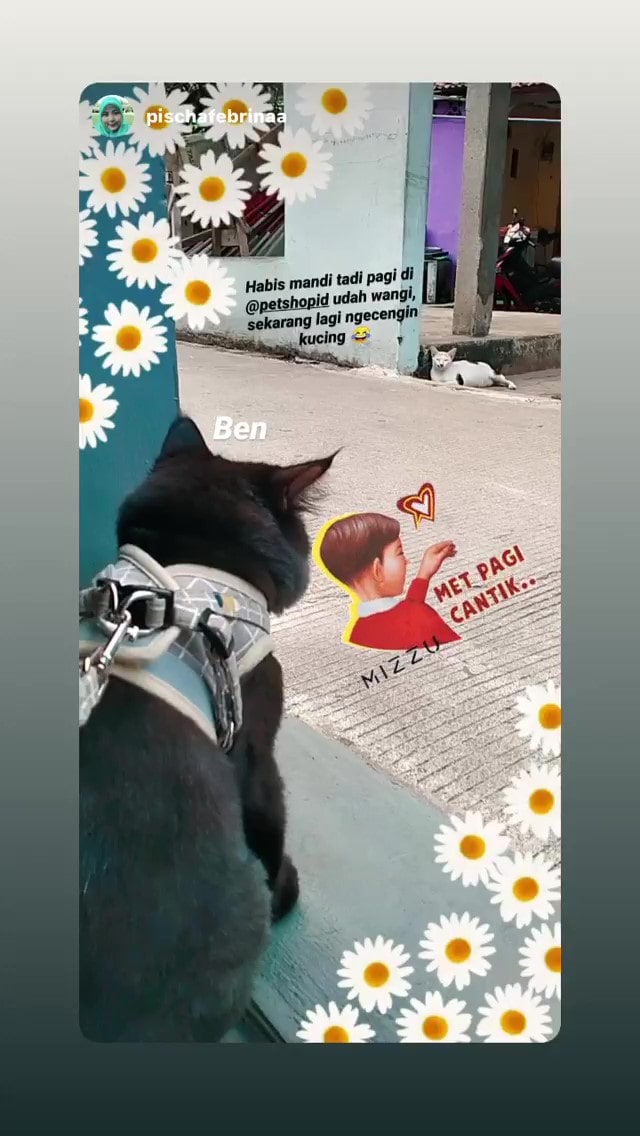 pischafebrinaa
Habis mandi tadi pagi di
@petshopid udah wangi,
sekarang lagi ngecengin
kucing 😂
Ben
MET PAGI
CANTIK..
MIZZU